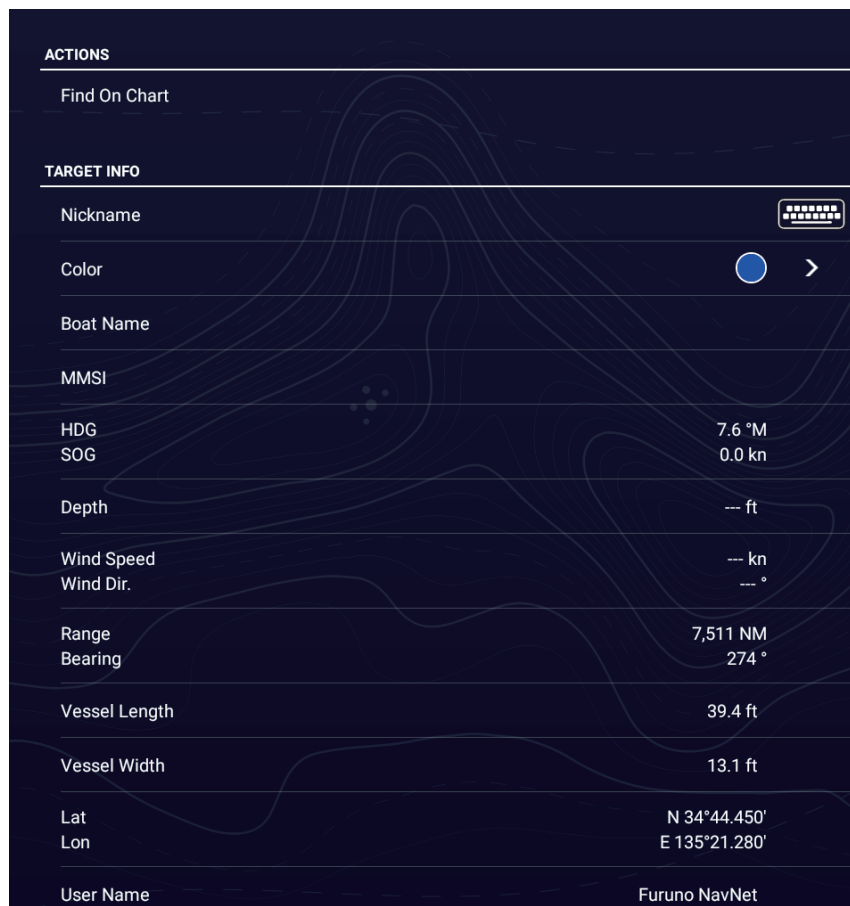 ACTIONS
Find On Chart
TARGET INFO
Nickname
Color
Boat Name
MMSI
HDG 7.6 °M
SOG 0.0 kn
Depth --- ft
Wind Speed --- kn
Wind Dir. --- °
Range 7,511 NM
Bearing 274 °
Vessel Length 39.4 ft
Vessel Width 13.1 ft
Lat N 34°44.450'
Lon E 135°21.280'
User Name Furuno NavNet